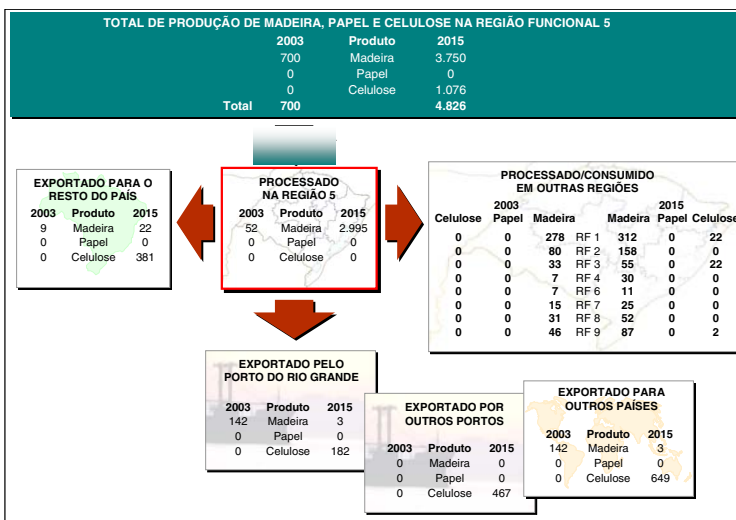 TOTAL DE PRODUÇÃO DE MADEIRA, PAPEL E CELULOSE NA REGIÃO FUNCIONAL 5
2003 Produto 2015
700 Madeira 3.750
0 Papel 0
0 Celulose 1.076
Total 700 4.826
EXPORTADO PARA O
RESTO DO PAÍS
2003 Produto 2015
9 Madeira 22
0 Papel 0
0 Celulose 381
PROCESSADO
NA REGIÃO 5
2003 Produto 2015
52 Madeira 2.995
0 Papel 0
0 Celulose 0
PROCESSADO/CONSUMIDO
EM OUTRAS REGIÕES
2003 2015
Celulose Papel Madeira Madeira Papel Celulose
0 0 278 RF 1 312 0 22
0 0 80 RF 2 158 0 0
0 0 33 RF 3 55 0 22
0 0 7 RF 4 30 0 0
0 0 7 RF 6 11 0 0
0 0 15 RF 7 25 0 0
0 0 31 RF 8 52 0 0
0 0 46 RF 9 87 0 2
EXPORTADO PELO
PORTO DO RIO GRANDE
2003 Produto 2015
142 Madeira 3
0 Papel 0
0 Celulose 182
EXPORTADO POR
OUTROS PORTOS
2003 Produto 2015
0 Madeira 0
0 Papel 0
0 Celulose 467
EXPORTADO PARA
OUTROS PAÍSES
2003 Produto 2015
142 Madeira 3
0 Papel 0
0 Celulose 649